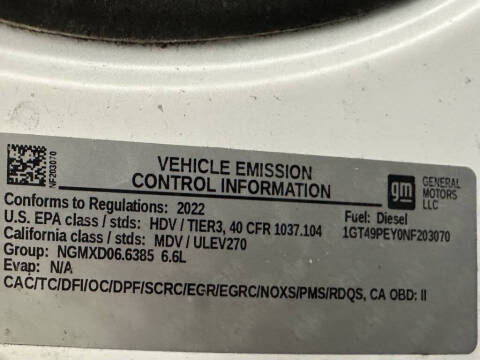 NF203070
VEHICLE EMISSION
CONTROL INFORMATION
gm
GENERAL
MOTORS
LLC
Conforms to Regulations: 2022
U.S. EPA class / stds: HDV / TIER3, 40 CFR 1037.104
California class / stds: MDV / ULEV270
Group: NGMXD06.6385 6.6L
Evap: N/A
Fuel: Diesel
1GT49PEY0NF203070
CAC/TC/DFI/OC/DPF/SCRC/EGR/EGRC/NOXS/PMS/RDQS, CA OBD: II